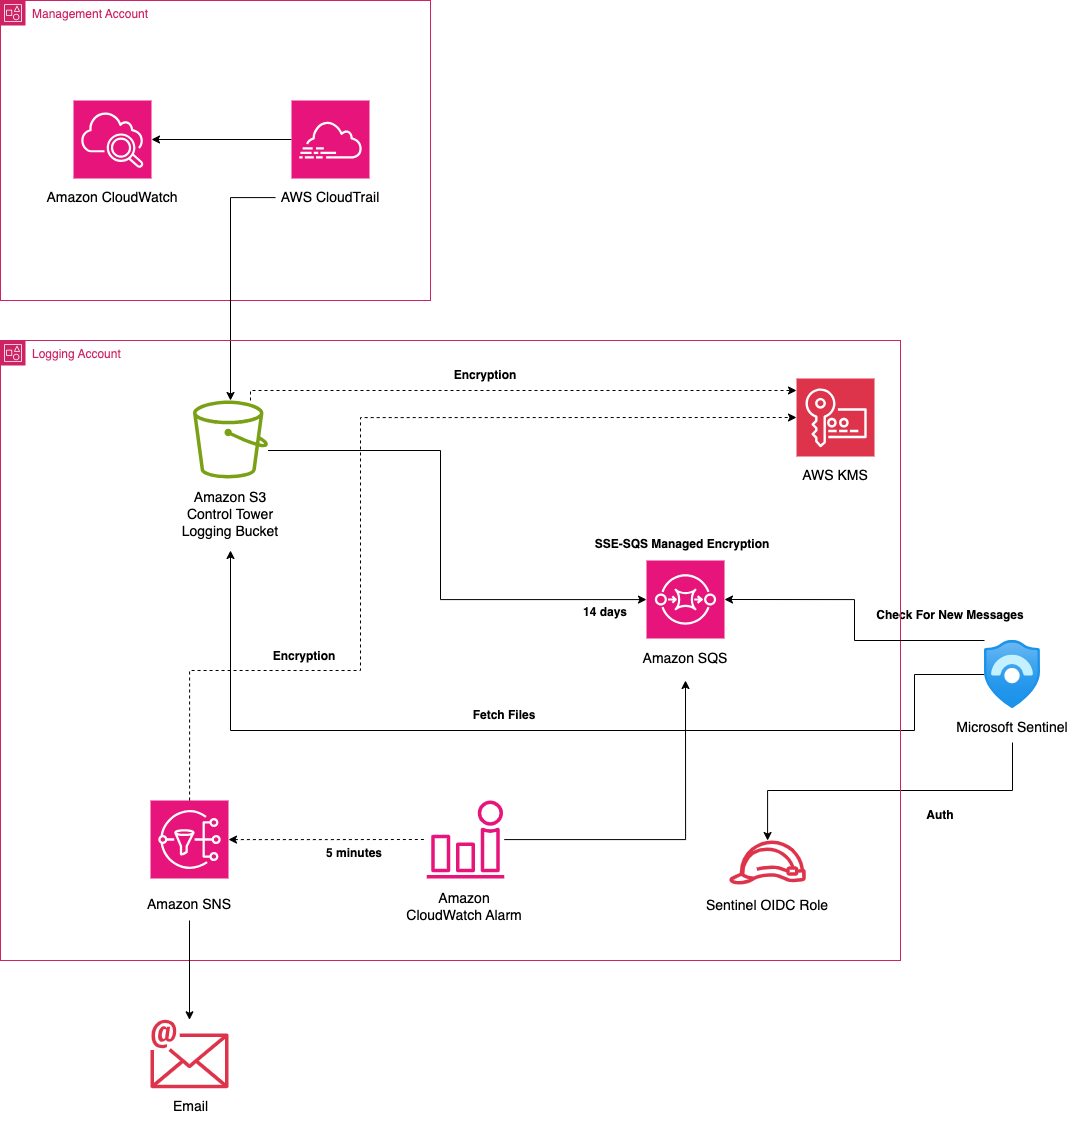 Management Account
Amazon CloudWatch
AWS CloudTrail
Logging Account
Encryption
AWS KMS
Amazon S3
Control Tower
Logging Bucket
SSE-SQS Managed Encryption
14 days
Check For New Messages
Amazon SQS
Encryption
Fetch Files
Microsoft Sentinel
Auth
5 minutes
Amazon SNS
Amazon
CloudWatch Alarm
Sentinel OIDC Role
@
Email